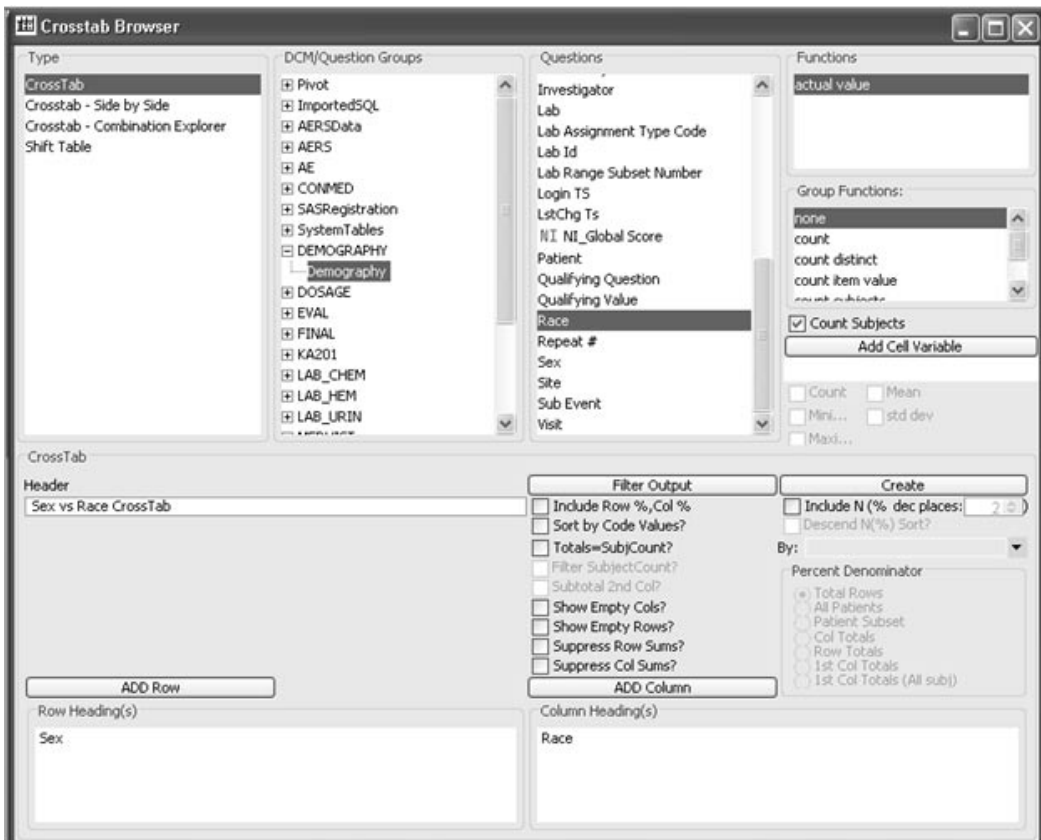 Crosstab Browser
Type
CrossTab
Crosstab - Side by Side
Crosstab - Combination Explorer
Shift Table
DCM/Question Groups
Pivot
ImportedSQL
AERSData
AERS
AE
CONMED
SASRegistration
SystemTables
DEMOGRAPHY
Demography
DOSAGE
EVAL
FINAL
KA201
LAB_CHEM
LAB_HEM
LAB_URIN
Questions
Investigator
Lab
Lab Assignment Type Code
Lab Id
Lab Range Subset Number
Login TS
LstChg Ts
NI NI_Global Score
Patient
Qualifying Question
Qualifying Value
Race
Repeat #
Sex
Site
Sub Event
Visit
Functions
actual value
Group Functions:
none
count
count distinct
count item value
count subjects
Count Subjects
Add Cell Variable
Count Mean
Mini... std dev
Maxi...
CrossTab
Header
Sex vs Race CrossTab
Filter Output
Include Row %,Col %
Sort by Code Values?
Totals=SubjCount?
Filter SubjectCount?
Subtotal 2nd Col?
Show Empty Cols?
Show Empty Rows?
Suppress Row Sums?
Suppress Col Sums?
Create
Include N (% dec places: 2 )
Descend N(%) Sort?
By:
Percent Denominator
Total Rows
All Patients
Patient Subset
Col Totals
Row Totals
1st Col Totals
1st Col Totals (All subj)
ADD Row
ADD Column
Row Heading(s)
Sex
Column Heading(s)
Race